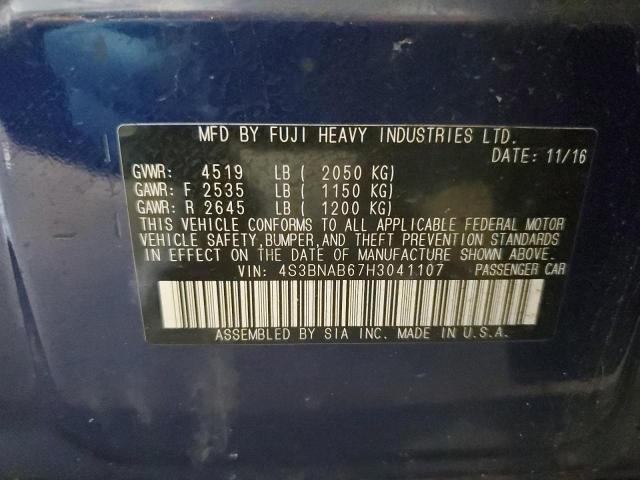 MFD BY FUJI HEAVY INDUSTRIES LTD.
DATE: 11/16
GVWR: 4519 LB ( 2050 KG)
GAWR: F 2535 LB ( 1150 KG)
GAWR: R 2645 LB ( 1200 KG)
THIS VEHICLE CONFORMS TO ALL APPLICABLE FEDERAL MOTOR
VEHICLE SAFETY, BUMPER, AND THEFT PREVENTION STANDARDS
IN EFFECT ON THE DATE OF MANUFACTURE SHOWN ABOVE.
VIN: 4S3BNAB67H3041107 PASSENGER CAR
ASSEMBLED BY SIA INC. MADE IN U.S.A.